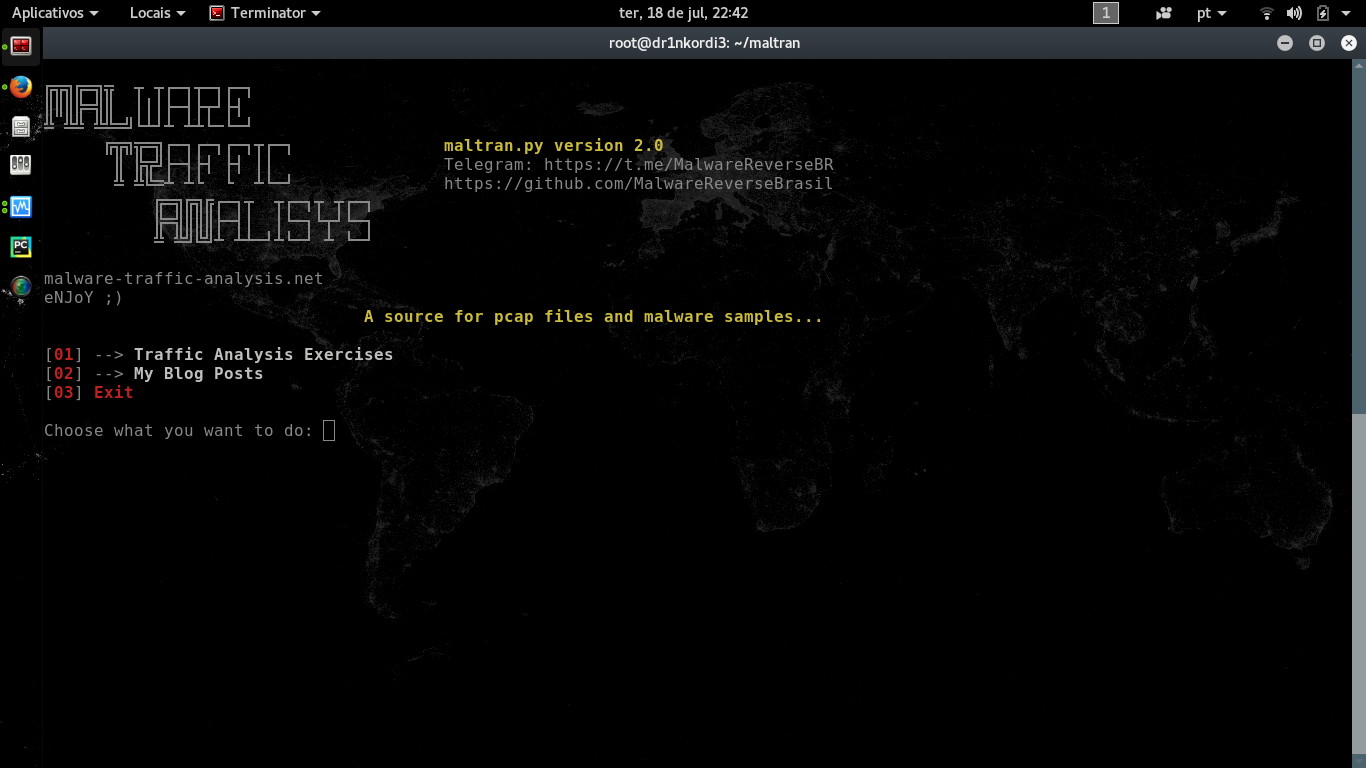 Aplicativos Locais Terminator ter, 18 de jul, 22:42 1 pt
root@dr1nkordi3: ~/maltran
MALWARE
TRAFFIC
ANALISYS
maltran.py version 2.0
Telegram: https://t.me/MalwareReverseBR
https://github.com/MalwareReverseBrasil
malware-traffic-analysis.net
eNJoY ;)
A source for pcap files and malware samples...
[01] --> Traffic Analysis Exercises
[02] --> My Blog Posts
[03] Exit
Choose what you want to do:
PC